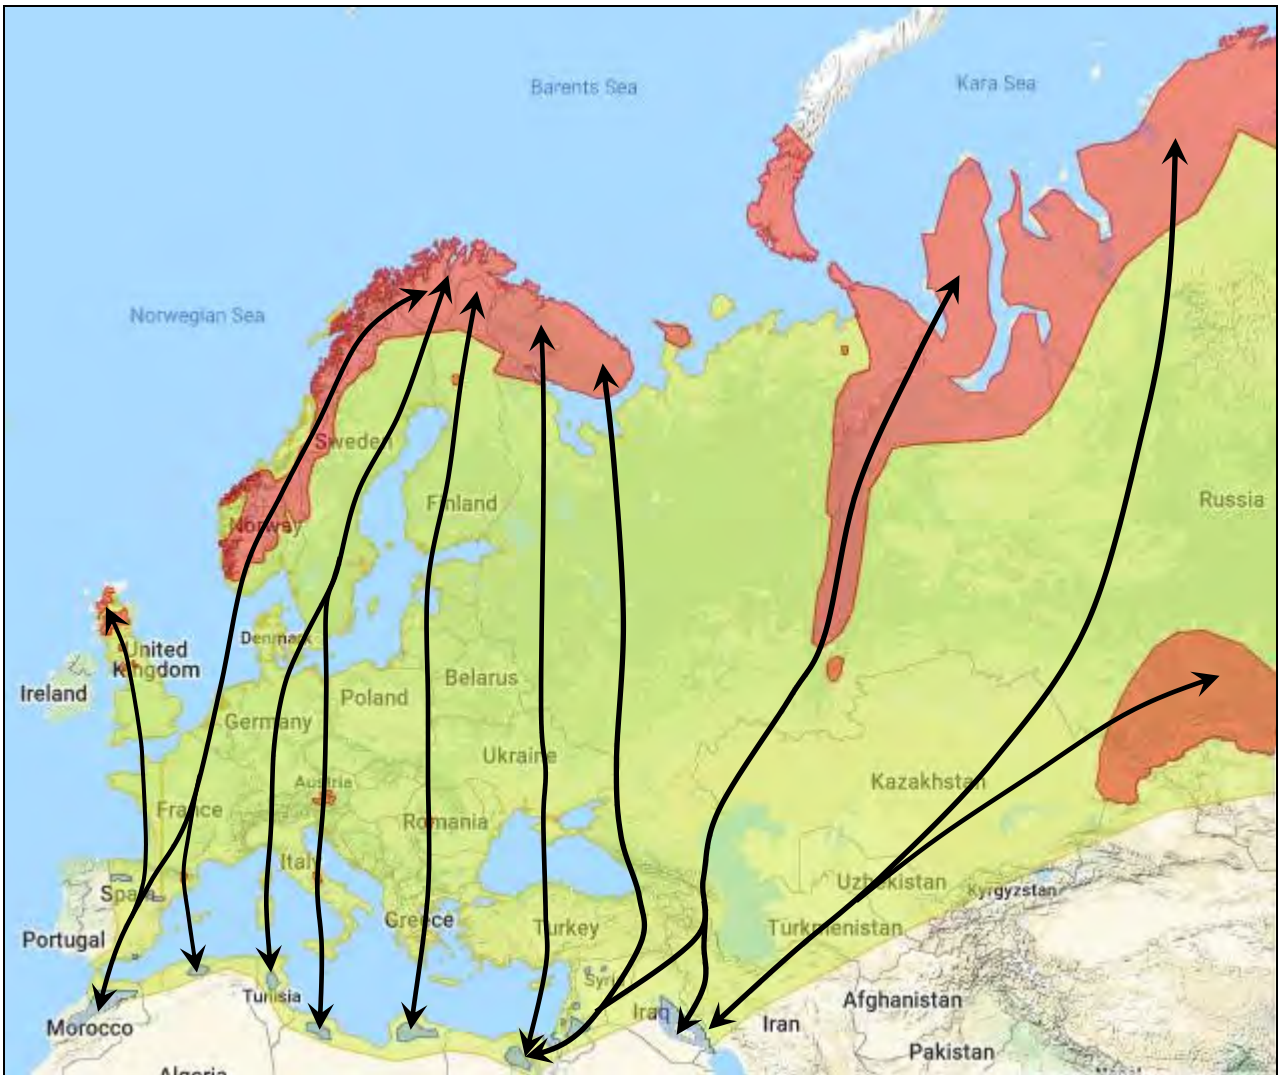 Barents Sea
Kara Sea
Norwegian Sea
Sweden
Finland
Norway
Russia
United
Kingdom
Denmark
Ireland
Belarus
Poland
Germany
Ukraine
Austria
Kazakhstan
France
Romania
Italy
Uzbekistan
Kyrgyzstan
Spain
Greece
Turkey
Turkmenistan
Portugal
Syria
Tunisia
Iraq
Afghanistan
Morocco
Iran
Pakistan
Algeria
Nepal